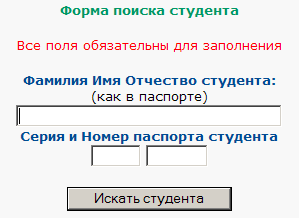 Форма поиска студента
Все поля обязательны для заполнения
Фамилия Имя Отчество студента:
(как в паспорте)
Серия и Номер паспорта студента
Искать студента